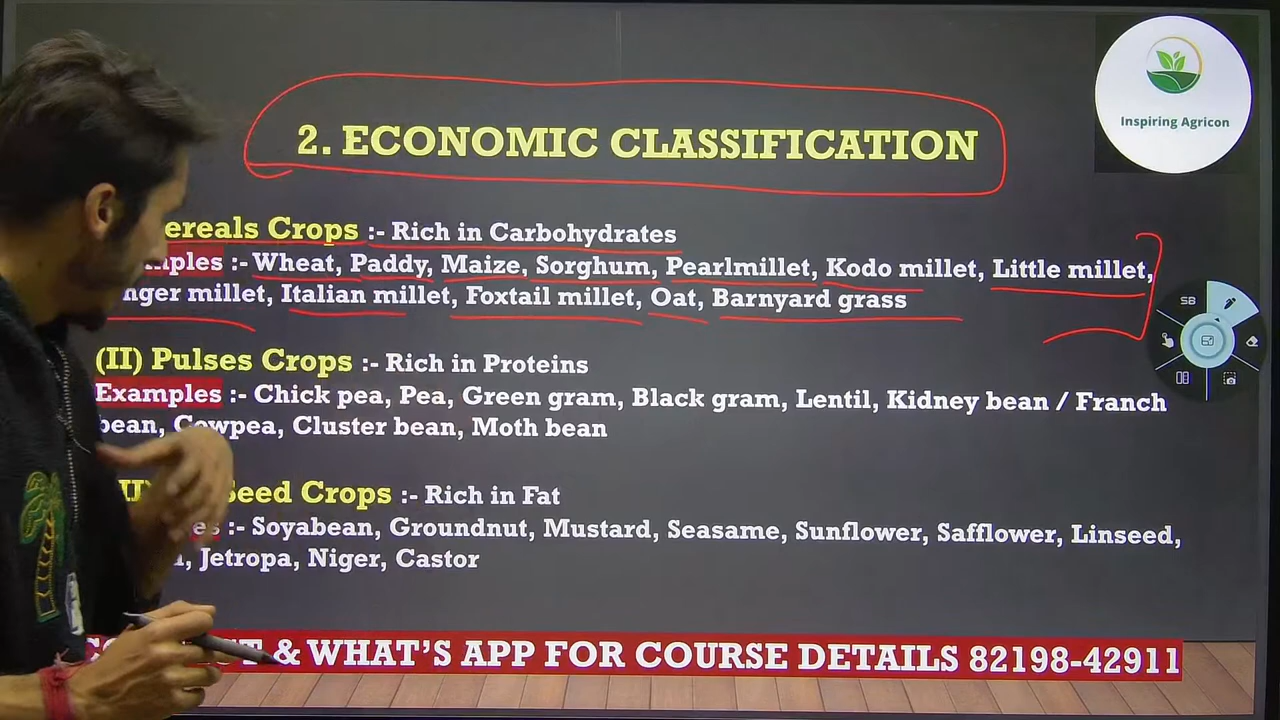 Inspiring Agricon
2. ECONOMIC CLASSIFICATION
ereals Crops :- Rich in Carbohydrates
mples :- Wheat, Paddy, Maize, Sorghum, Pearlmillet, Kodo millet, Little millet,
nger millet, Italian millet, Foxtail millet, Oat, Barnyard grass
SB
(II) Pulses Crops :- Rich in Proteins
Examples :- Chick pea, Pea, Green gram, Black gram, Lentil, Kidney bean / Franch
bean, Cowpea, Cluster bean, Moth bean
Seed Crops :- Rich in Fat
es :- Soyabean, Groundnut, Mustard, Seasame, Sunflower, Safflower, Linseed,
Jetropa, Niger, Castor
& WHAT'S APP FOR COURSE DETAILS 82198-42911